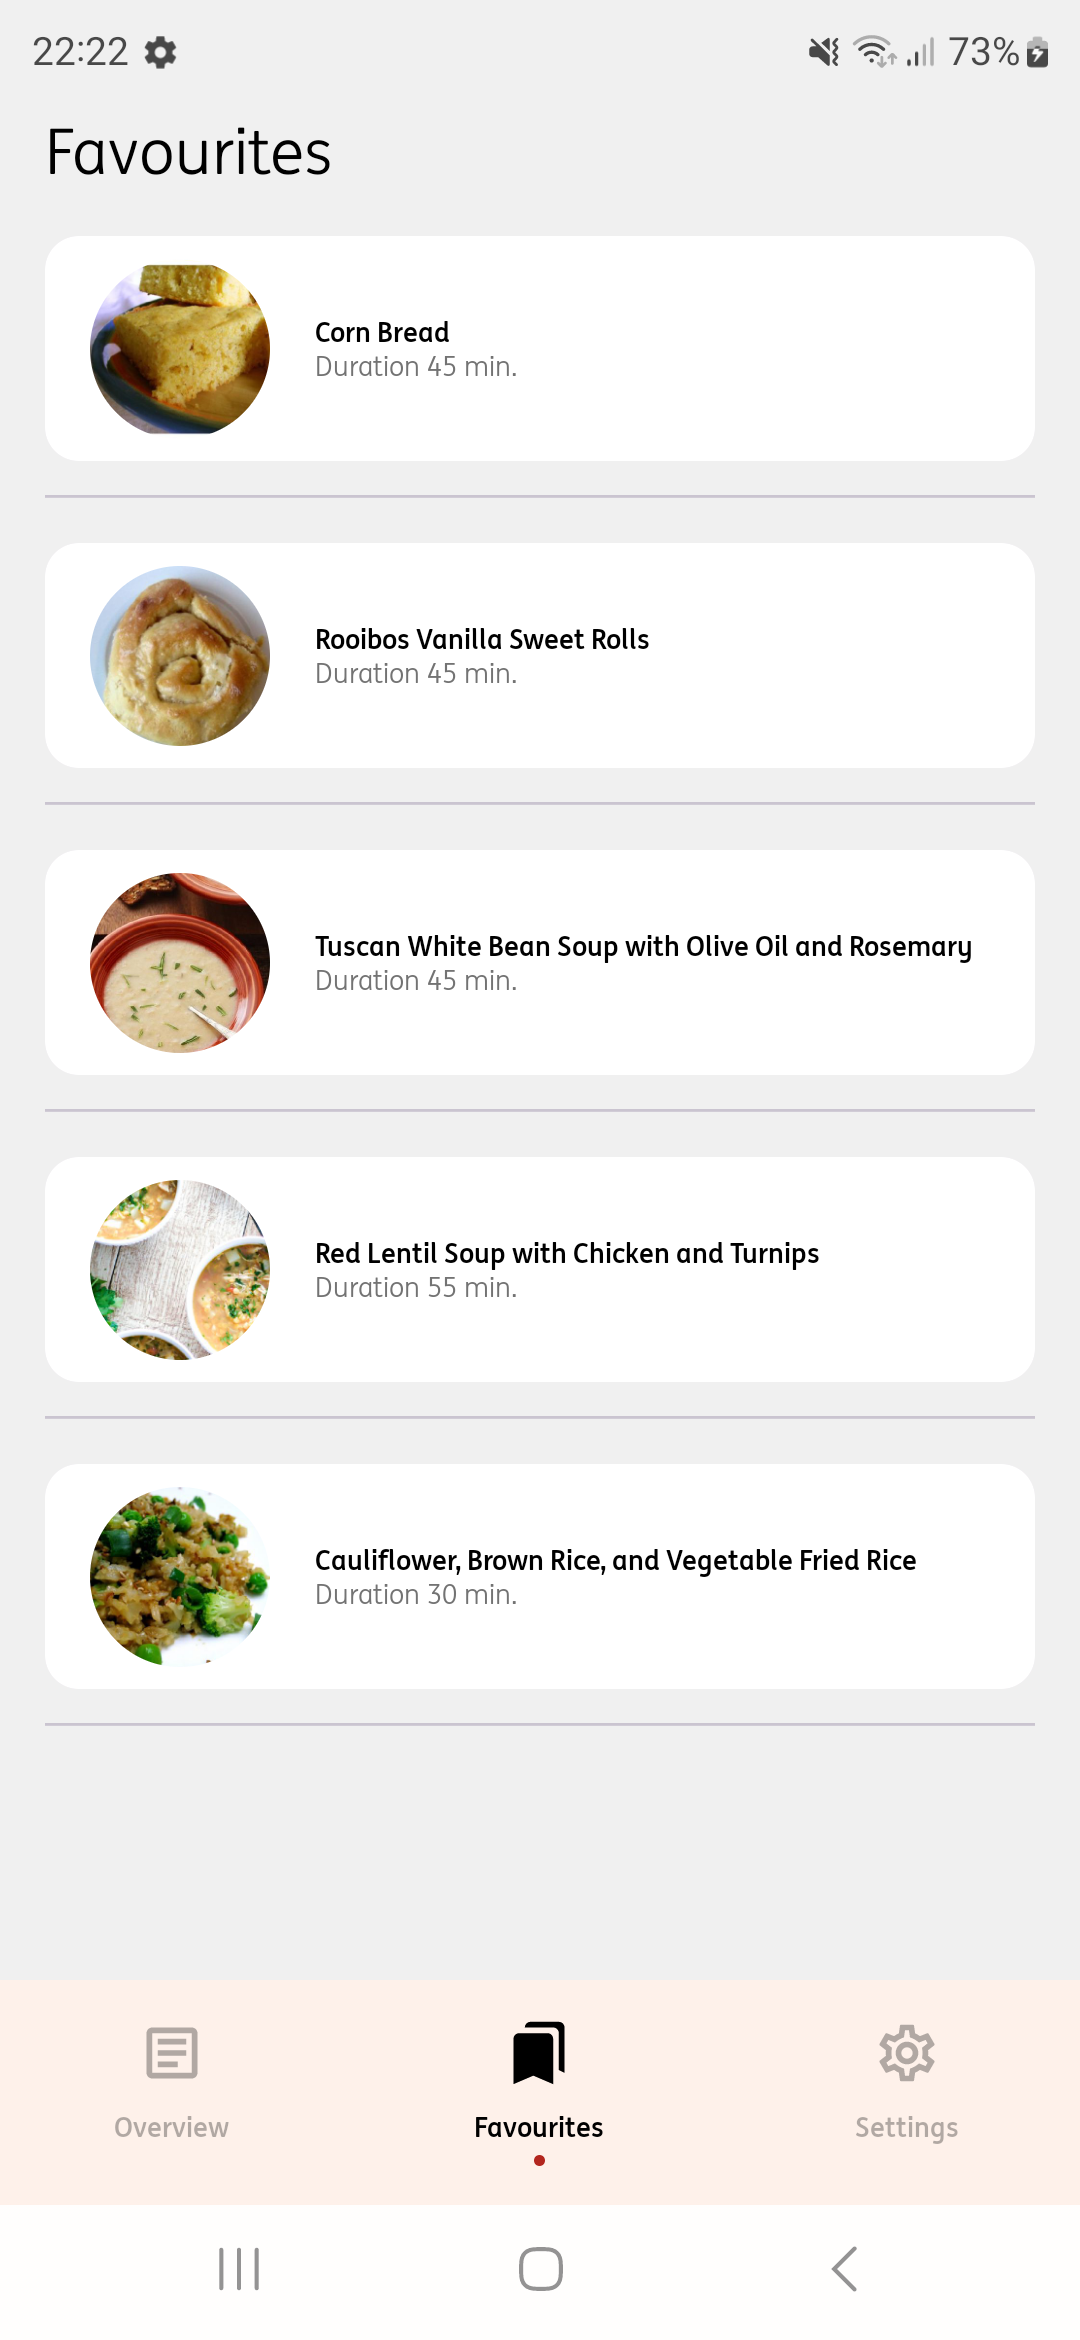 22:22
73%
Favourites
Corn Bread
Duration 45 min.
Rooibos Vanilla Sweet Rolls
Duration 45 min.
Tuscan White Bean Soup with Olive Oil and Rosemary
Duration 45 min.
Red Lentil Soup with Chicken and Turnips
Duration 55 min.
Cauliflower, Brown Rice, and Vegetable Fried Rice
Duration 30 min.
Overview
Favourites
Settings